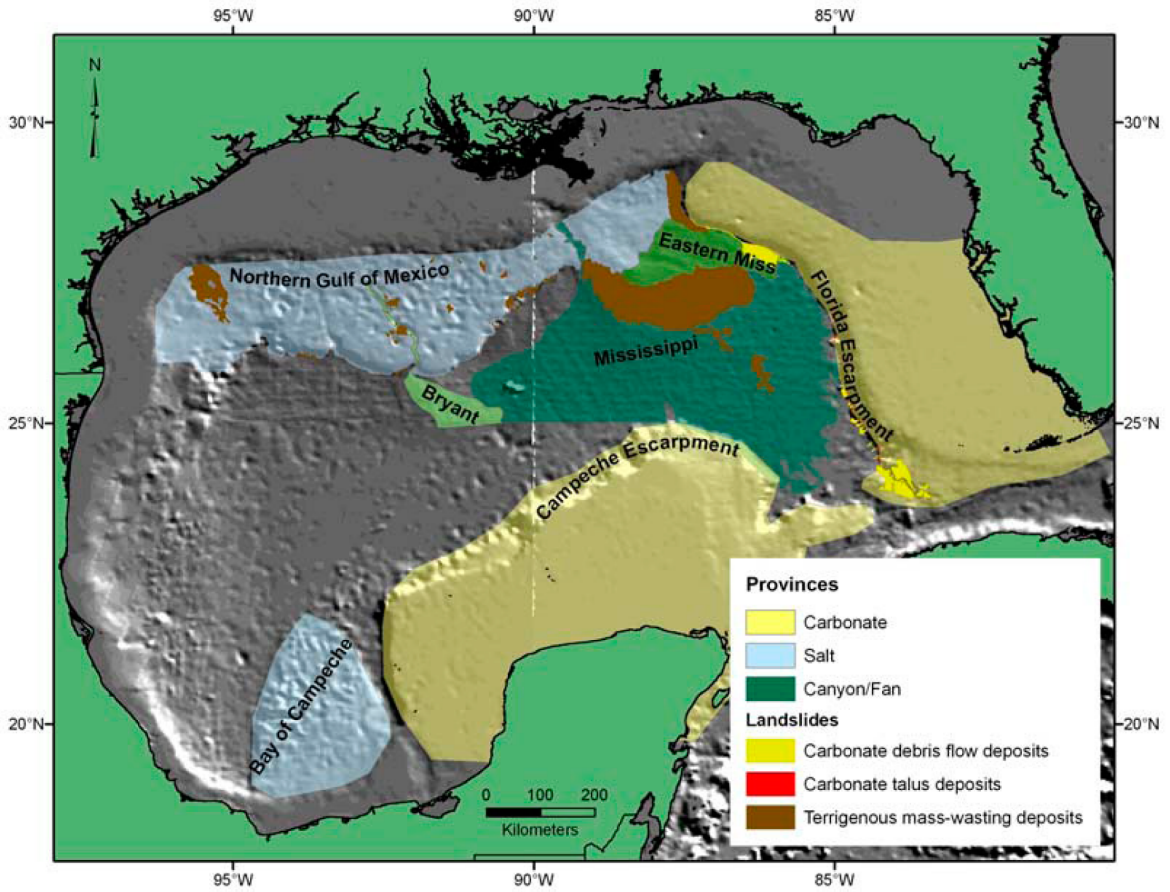 95°W 90°W 85°W
N
30°N 30°N
Eastern Miss
Northern Gulf of Mexico
Florida Escarpment
Mississippi
Bryant
25°N 25°N
Campeche Escarpment
Provinces
Carbonate
Salt
Canyon/Fan
Bay of Campeche
20°N 20°N
Landslides
Carbonate debris flow deposits
Carbonate talus deposits
Terrigenous mass-wasting deposits
0 100 200
Kilometers
95°W 90°W 85°W